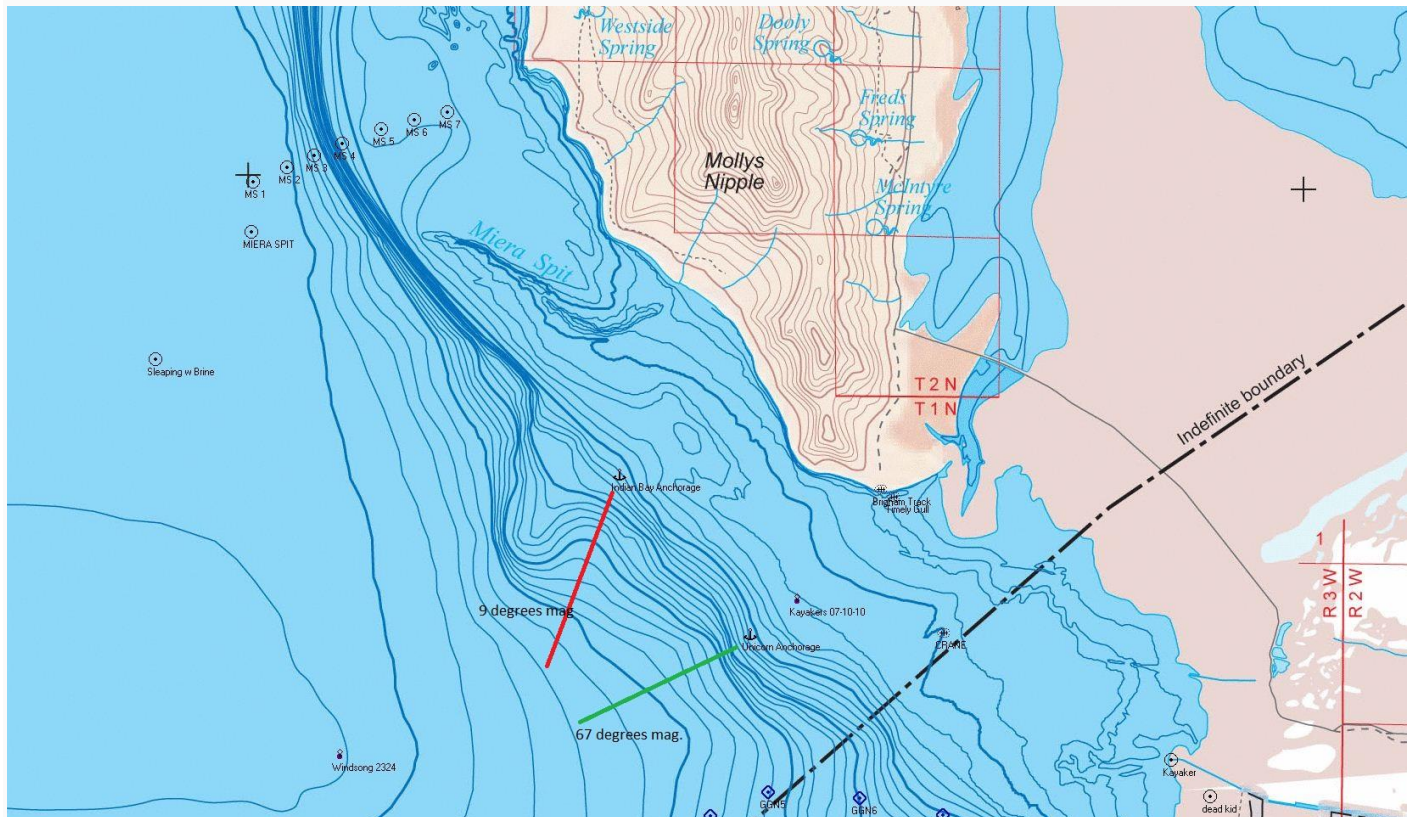 Westside
Spring
Dooly
Spring
Freds
Spring
Mollys
Nipple
McIntyre
Spring
MS 7
MS 6
MS 5
MS 4
MS 3
MS 2
MS 1
MIERA SPIT
Miera Spit
Sleaping w Brine
T 2 N
T 1 N
Indefinite boundary
Indian Bay Anchorage
Brigham Track
Timely Gull
1
R 3 W
R 2 W
9 degrees mag
Kayakers 07-10-10
Unicorn Anchorage
CRANE
67 degrees mag.
Windsong 2324
Kayaker
GGN5
GGN6
dead kid